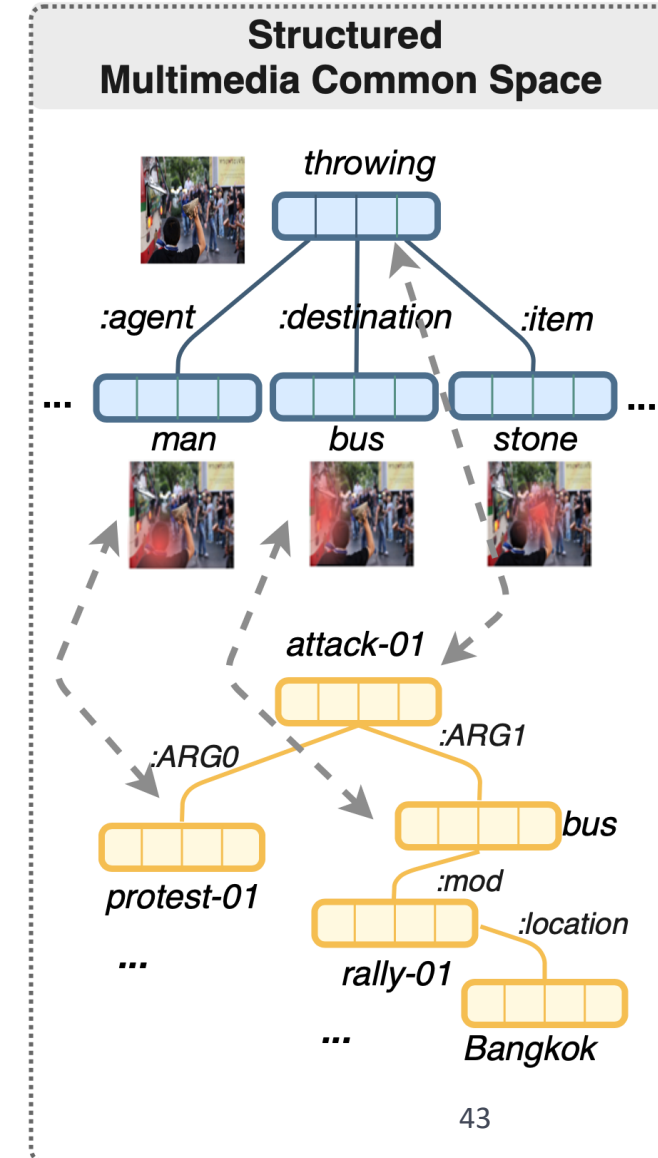 Structured
Multimedia Common Space
throwing
:agent
:destination
:item
...
...
man
bus
stone
attack-01
:ARG0
:ARG1
bus
protest-01
:mod
:location
...
rally-01
...
Bangkok
43